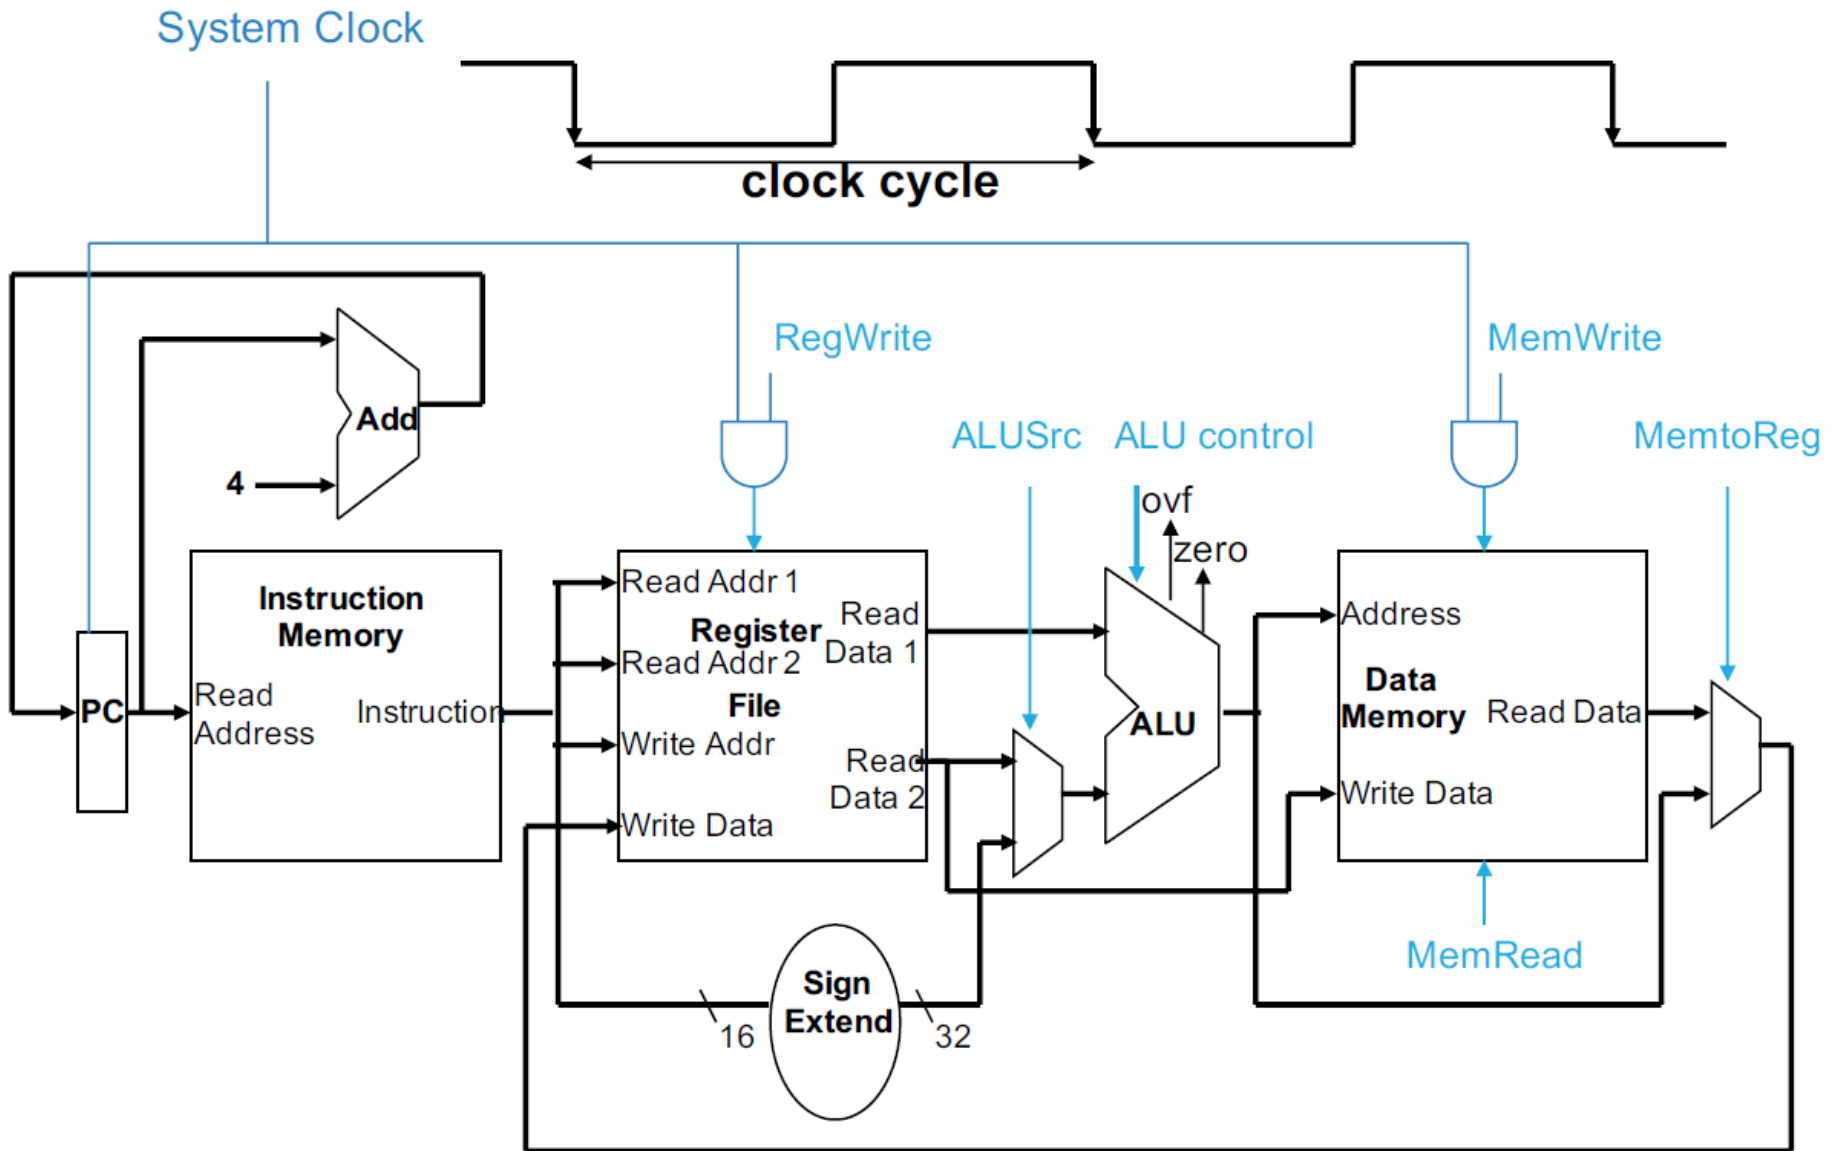 System Clock
clock cycle
RegWrite
MemWrite
Add
ALUSrc
ALU control
MemtoReg
4
ovf
zero
Instruction
Memory
Read
Address
Instruction
PC
Read Addr 1
Register
Read Addr 2
File
Write Addr
Write Data
Read
Data 1
Read
Data 2
ALU
Address
Data
Memory
Read Data
Write Data
MemRead
Sign
Extend
16
32